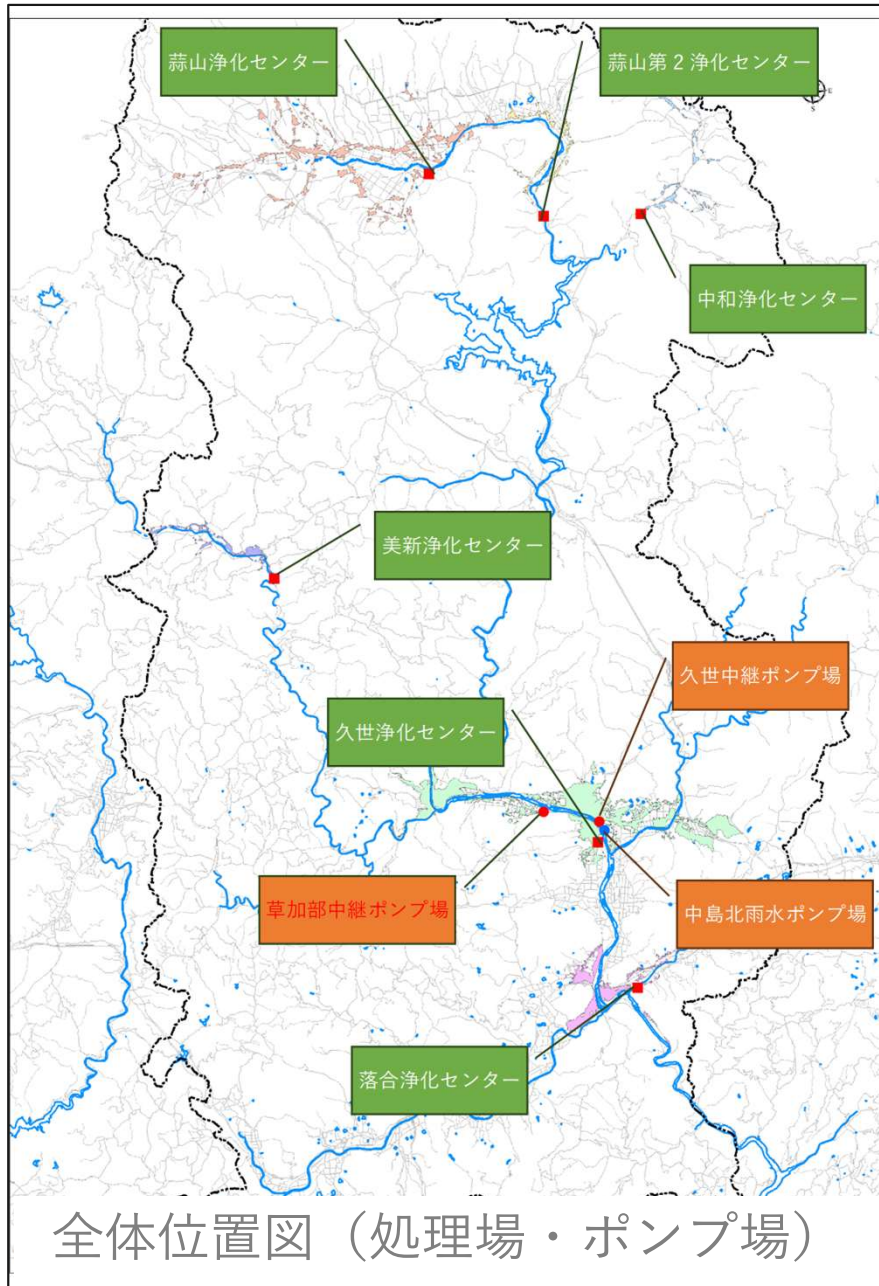 蒜山浄化センター
蒜山第2浄化センター
E
S
中和浄化センター
美新浄化センター
久世中継ポンプ場
久世浄化センター
草加部中継ポンプ場
中島北雨水ポンプ場
落合浄化センター
全体位置図（処理場・ポンプ場）